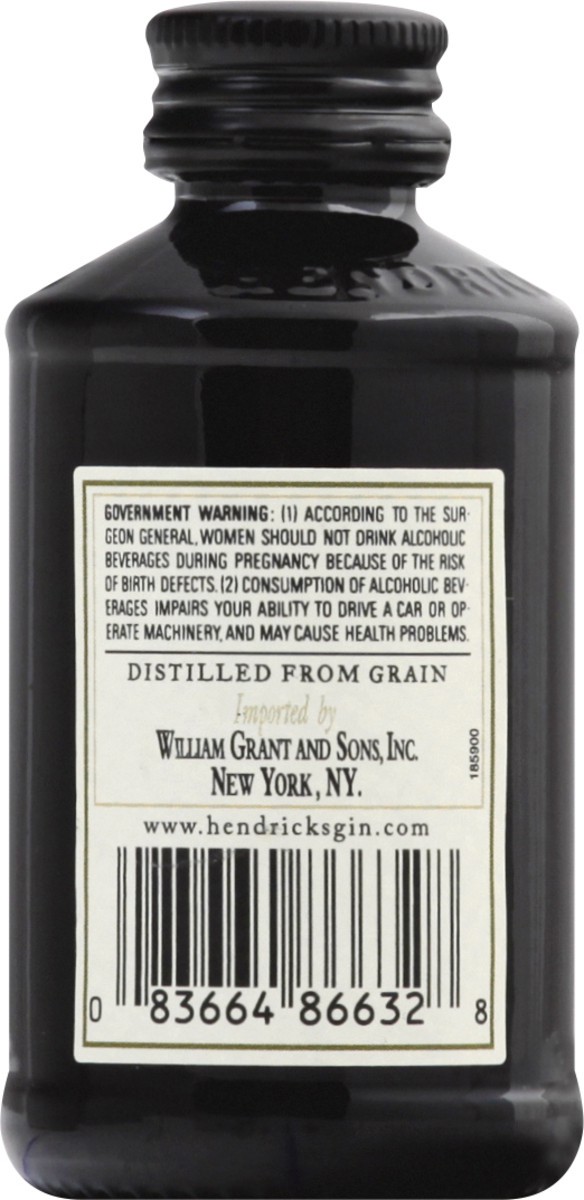 HENDRICK
GOVERNMENT WARNING: (1) ACCORDING TO THE SUR-
GEON GENERAL, WOMEN SHOULD NOT DRINK ALCOHOLIC
BEVERAGES DURING PREGNANCY BECAUSE OF THE RISK
OF BIRTH DEFECTS. (2) CONSUMPTION OF ALCOHOLIC BEV-
ERAGES IMPAIRS YOUR ABILITY TO DRIVE A CAR OR OP-
ERATE MACHINERY, AND MAY CAUSE HEALTH PROBLEMS.
DISTILLED FROM GRAIN
Imported by
WILLIAM GRANT AND SONS, INC.
NEW YORK, NY.
185900
www.hendricksgin.com
0 83664 86632 8